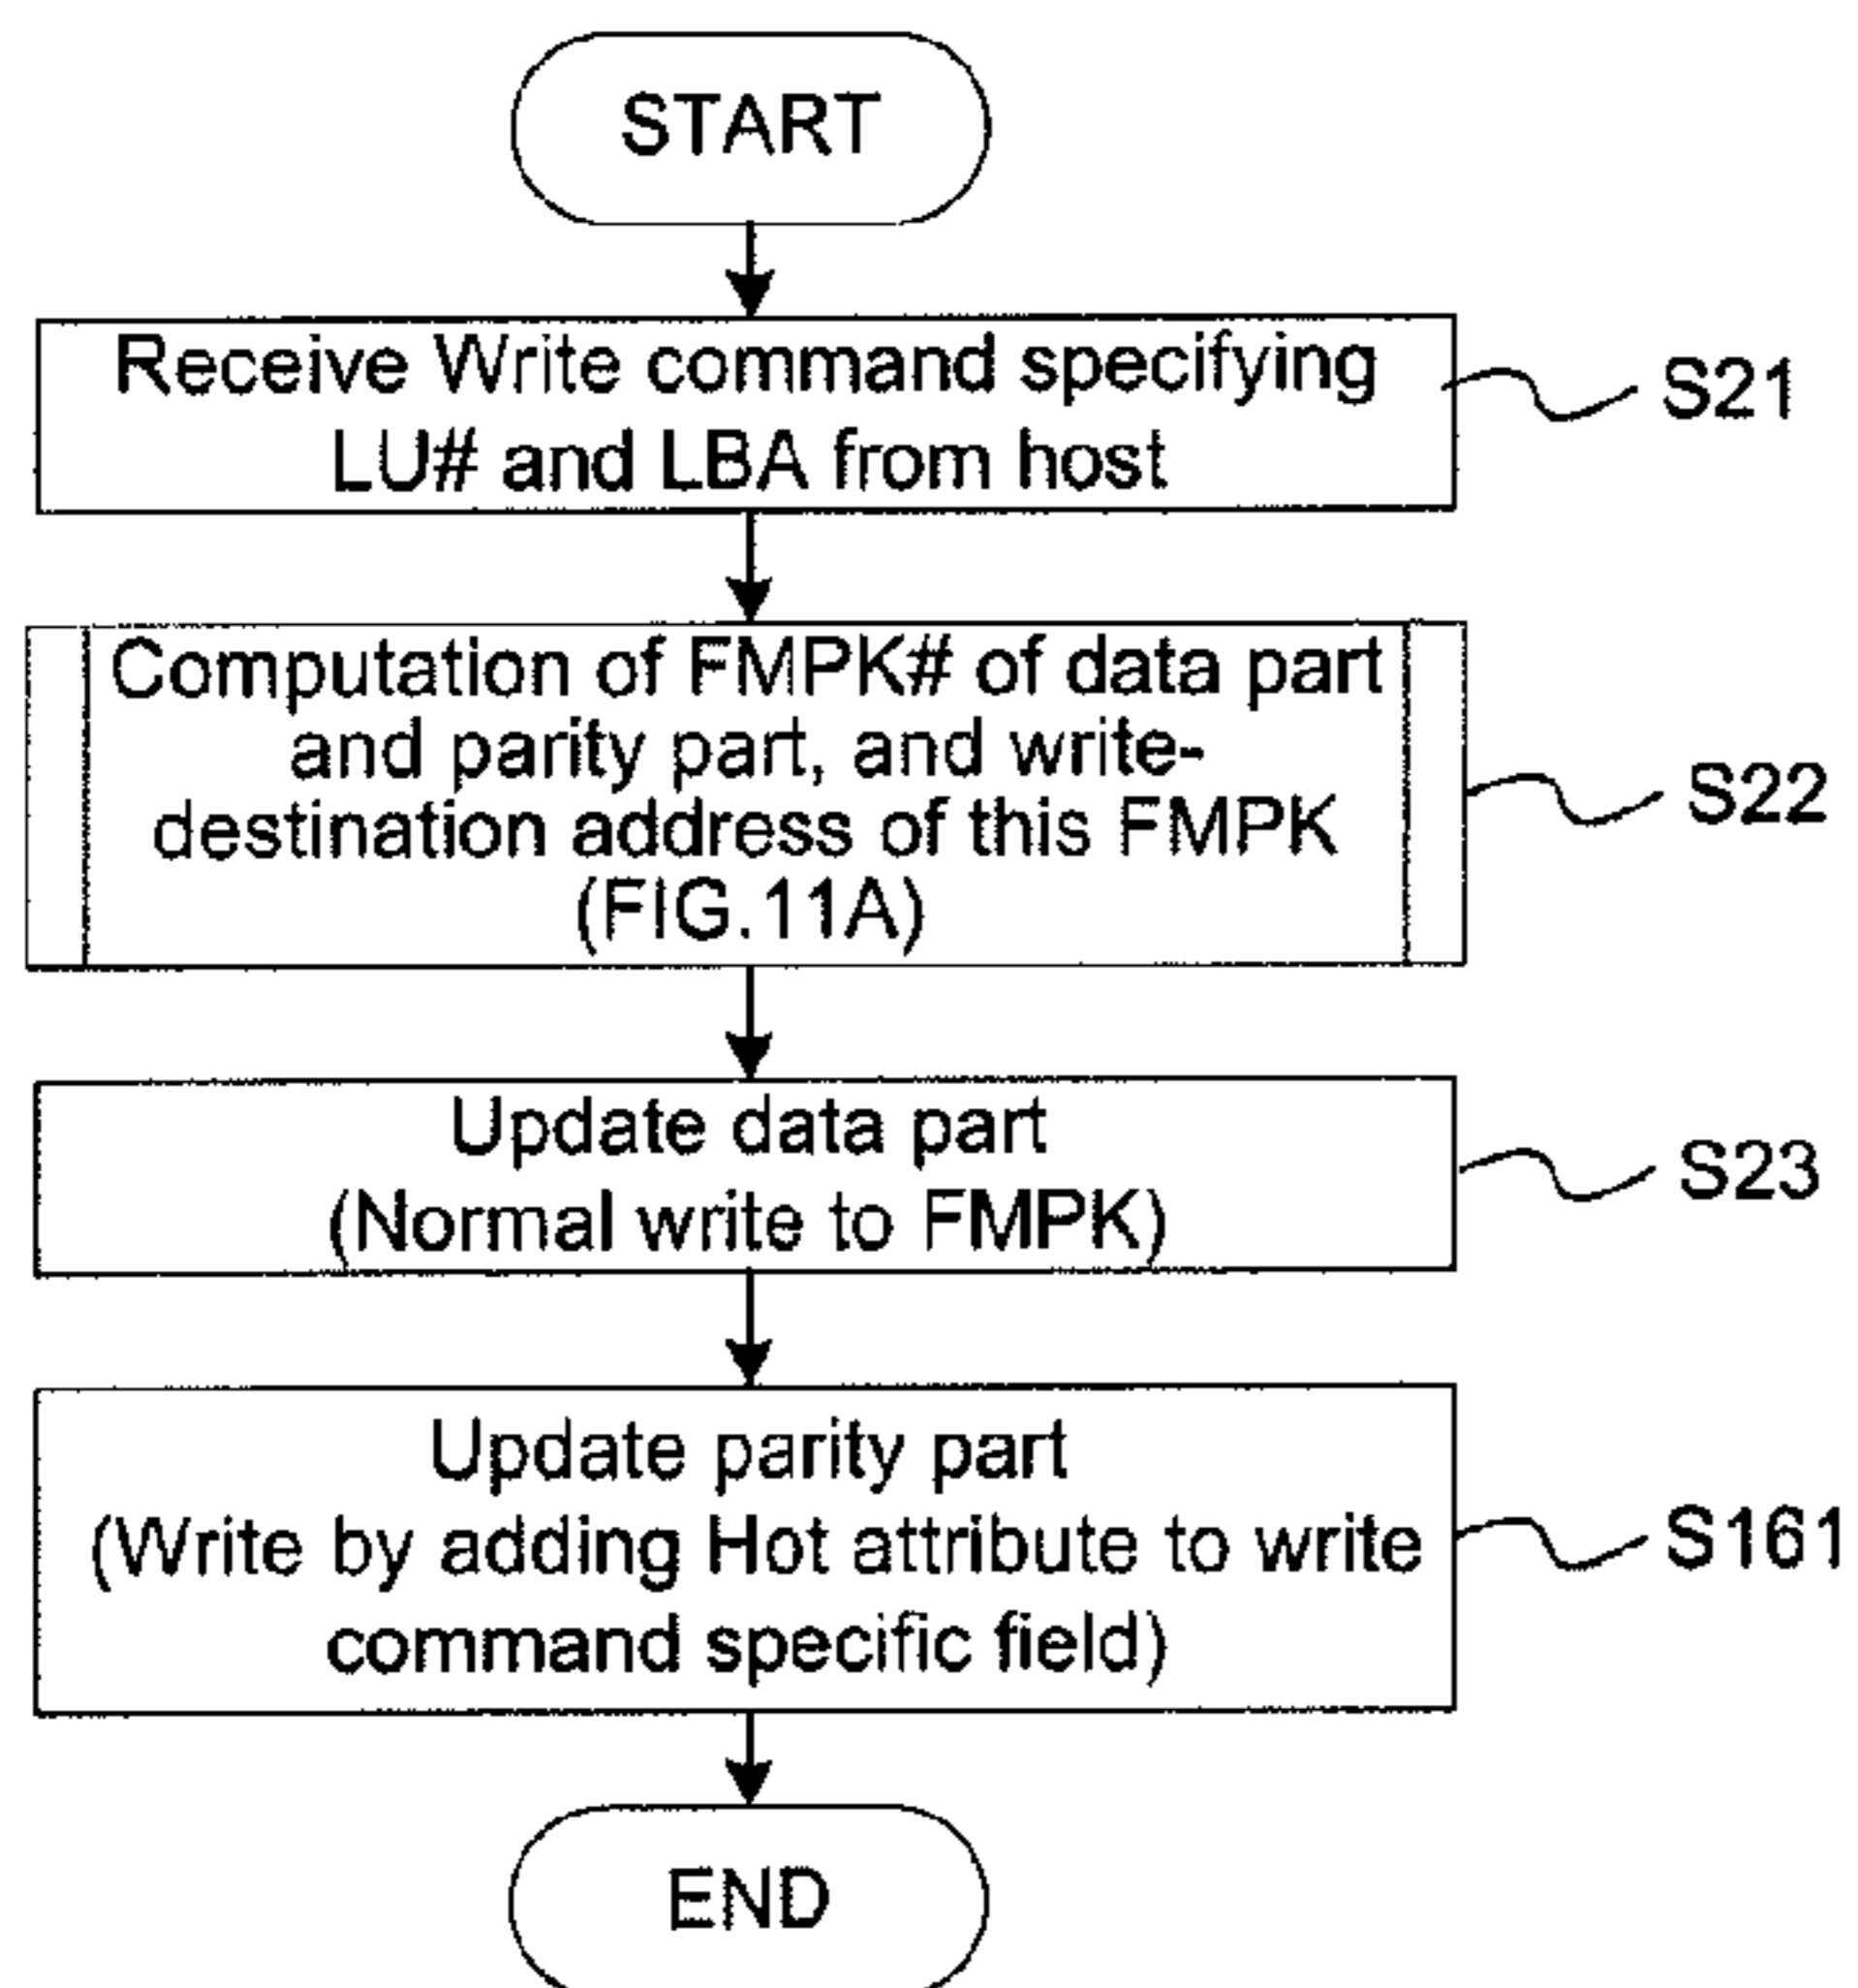 START
Receive Write command specifying
LU# and LBA from host
S21
Computation of FMPK# of data part
and parity part, and write-
destination address of this FMPK
(FIG.11A)
S22
Update data part
(Normal write to FMPK)
S23
Update parity part
(Write by adding Hot attribute to write
command specific field)
S161
END